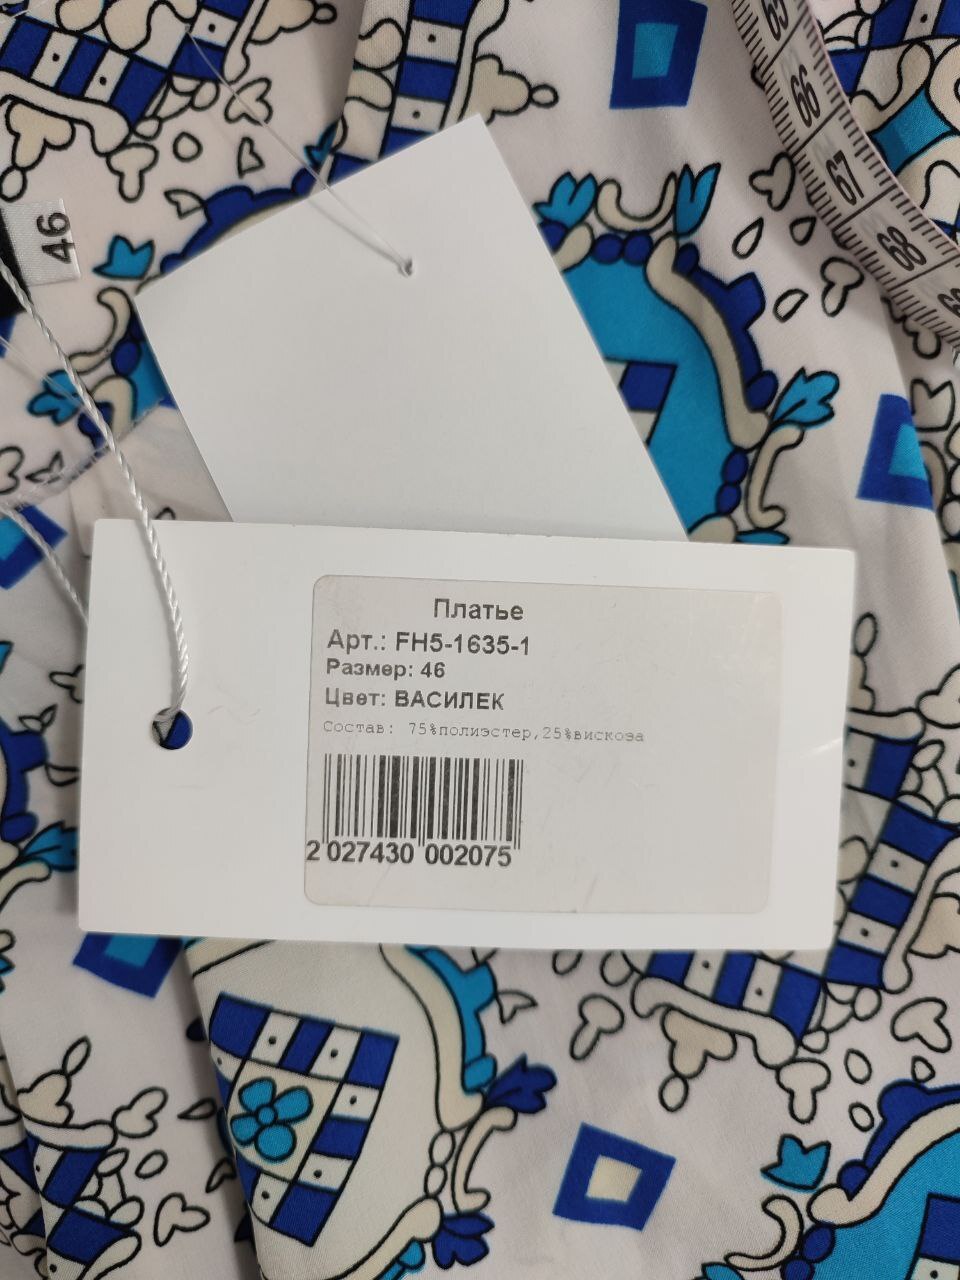 65
66
67
68
46
Платье
Арт.: FH5-1635-1
Размер: 46
Цвет: ВАСИЛЕК
Состав: 75%полиэстер,25%вискоза
2 027430 002075